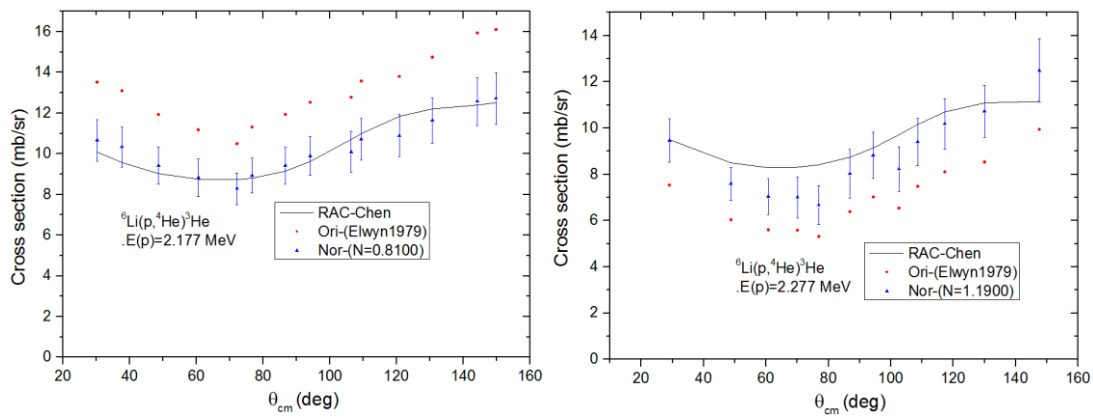 16
14
12
10
8
6
4
2
0
Cross section (mb/sr)
⁶Li(p,⁴He)³He
.E(p)=2.177 MeV
RAC-Chen
Ori-(Elwyn1979)
Nor-(N=0.8100)
20 40 60 80 100 120 140 160
θcm (deg)
14
12
10
8
6
4
2
0
Cross section (mb/sr)
⁶Li(p,⁴He)³He
.E(p)=2.277 MeV
RAC-Chen
Ori-(Elwyn1979)
Nor-(N=1.1900)
20 40 60 80 100 120 140 160
θcm (deg)